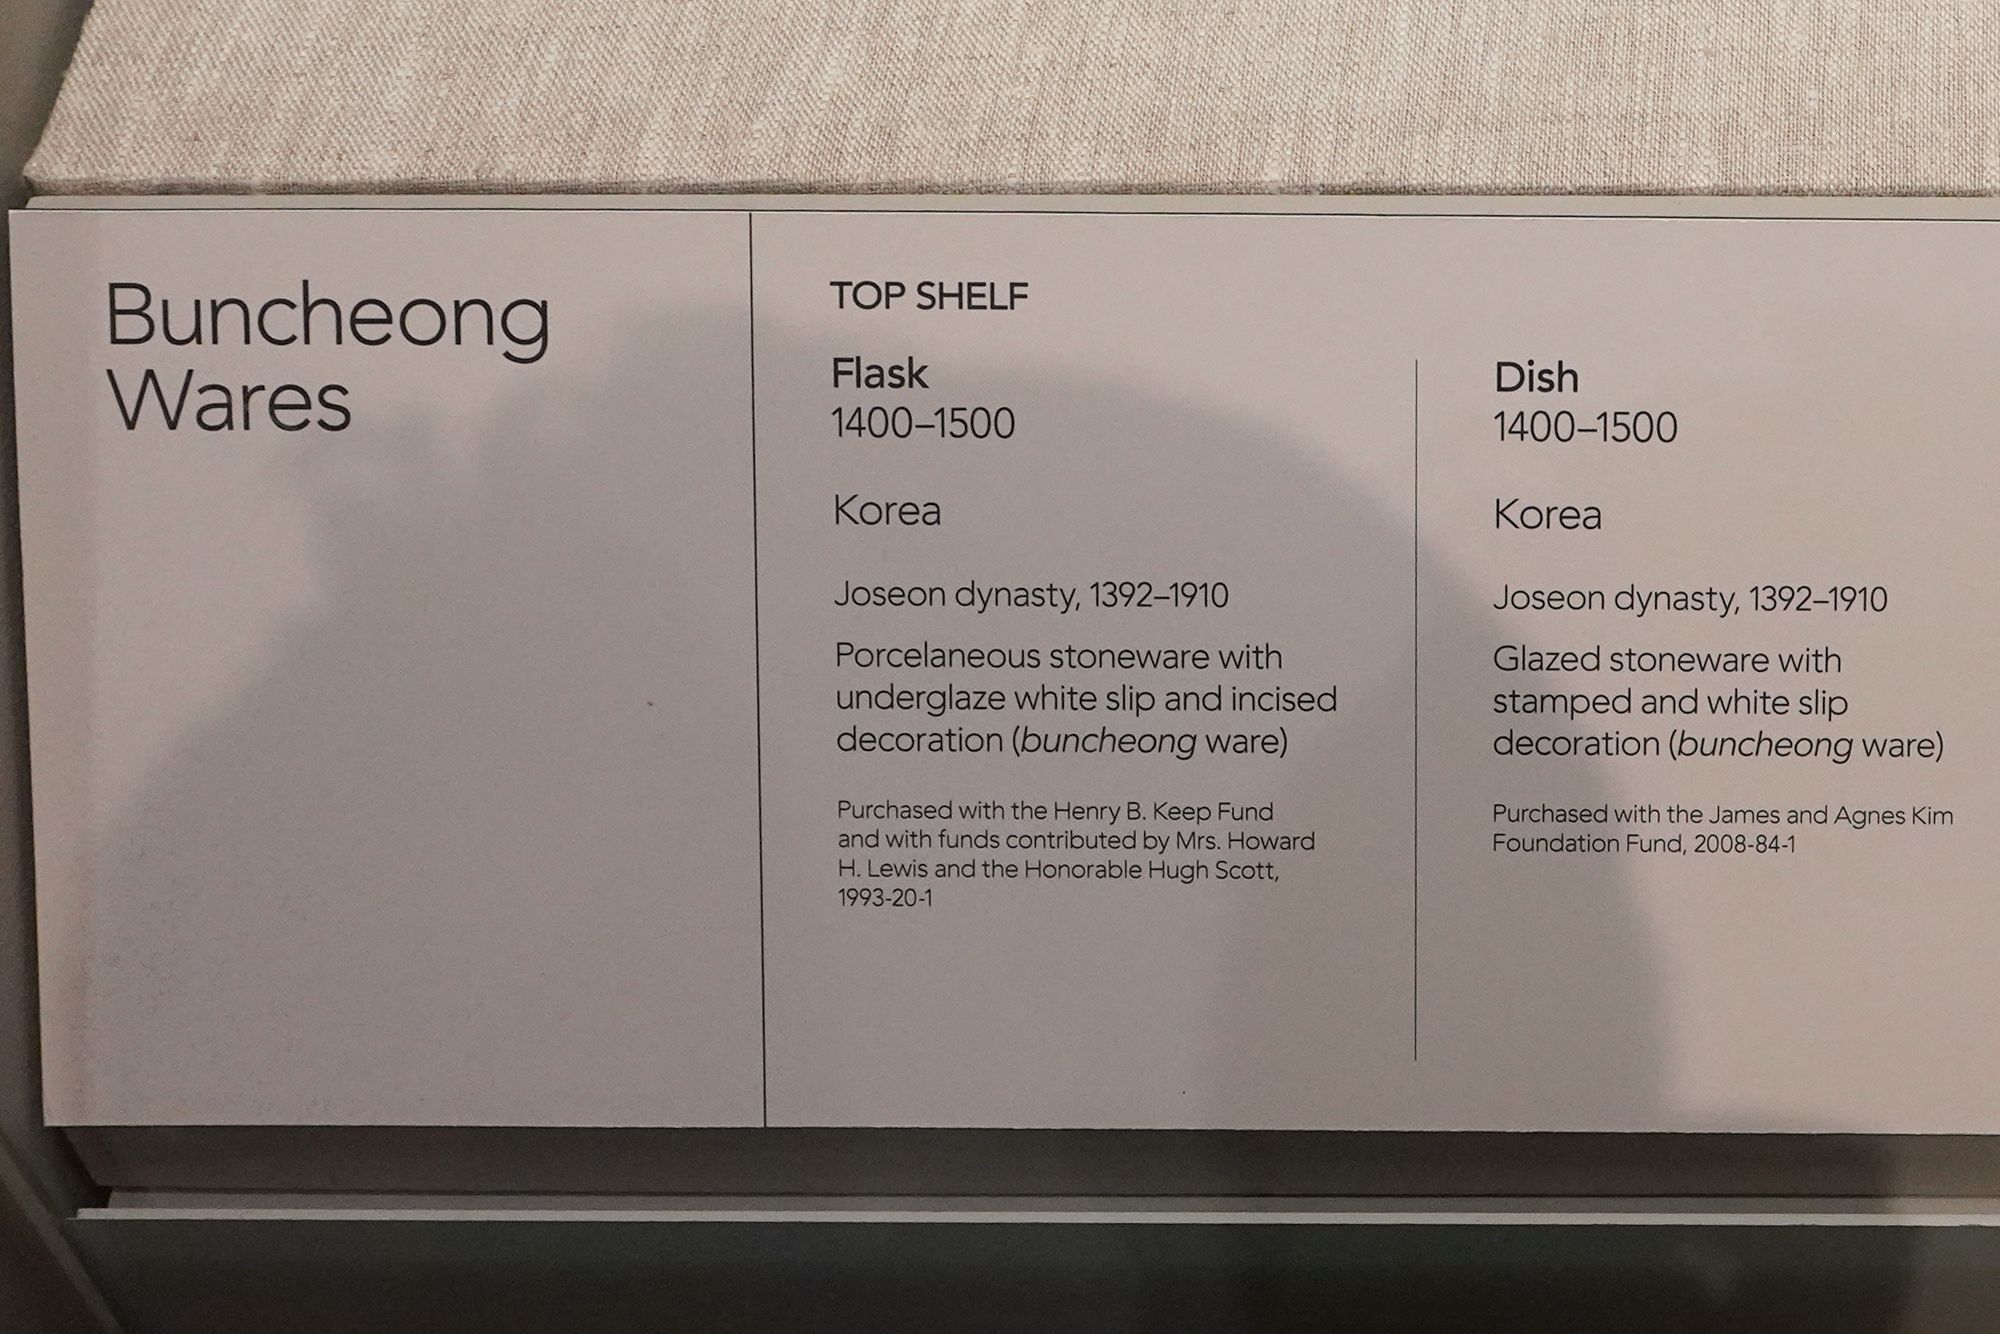 Buncheong
Wares
TOP SHELF
Flask
1400–1500
Korea
Joseon dynasty, 1392–1910
Porcelaneous stoneware with
underglaze white slip and incised
decoration (buncheong ware)
Purchased with the Henry B. Keep Fund
and with funds contributed by Mrs. Howard
H. Lewis and the Honorable Hugh Scott,
1993-20-1
Dish
1400–1500
Korea
Joseon dynasty, 1392–1910
Glazed stoneware with
stamped and white slip
decoration (buncheong ware)
Purchased with the James and Agnes Kim
Foundation Fund, 2008-84-1